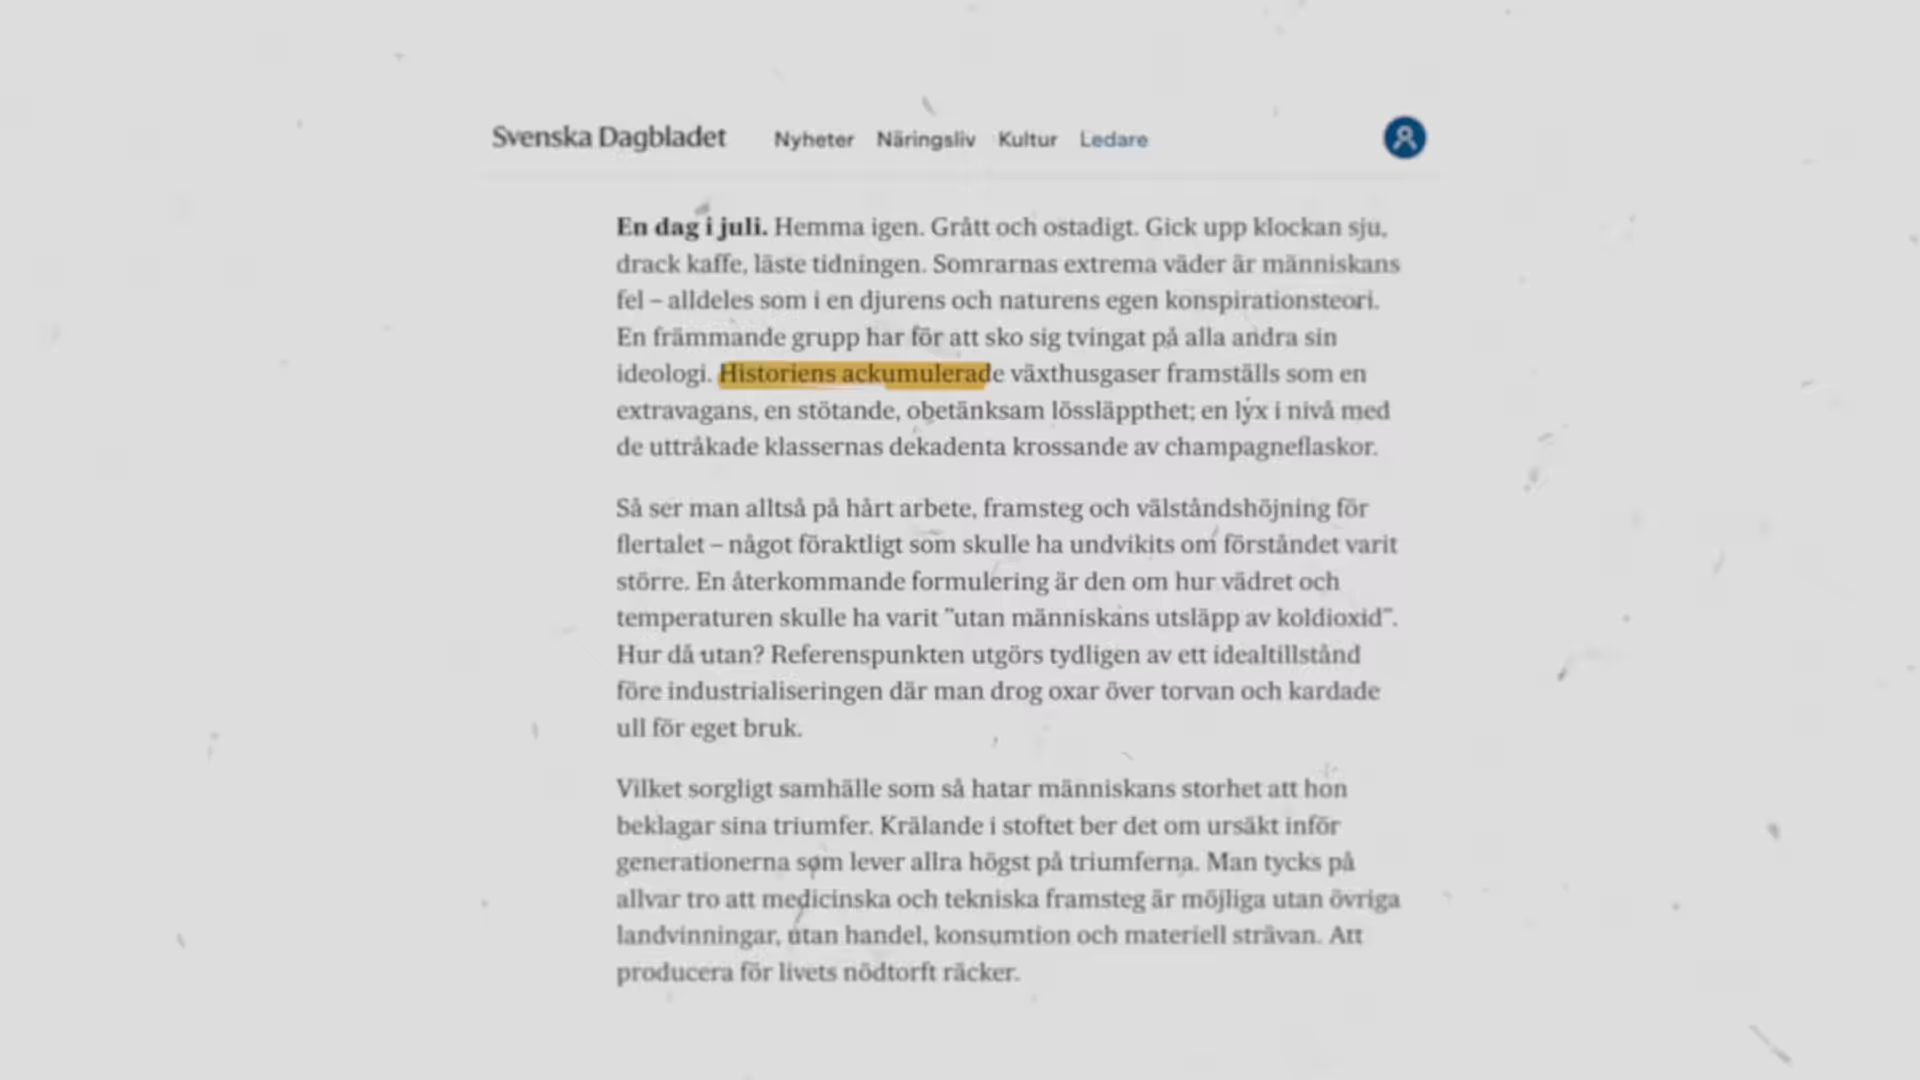 Svenska Dagbladet Nyheter Näringsliv Kultur Ledare
En dag i juli. Hemma igen. Grått och ostadigt. Gick upp klockan sju,
drack kaffe, läste tidningen. Somrarnas extrema väder är människans
fel – alldeles som i en djurens och naturens egen konspirationsteori.
En främmande grupp har för att sko sig tvingat på alla andra sin
ideologi. Historiens ackumulerade växthusgaser framställs som en
extravagans, en stötande, obetänksam lössläppthet; en lyx i nivå med
de uttråkade klassernas dekadenta krossande av champagneflaskor.
Så ser man alltså på hårt arbete, framsteg och välståndshöjning för
flertalet – något föraktligt som skulle ha undvikits om förståndet varit
större. En återkommande formulering är den om hur vädret och
temperaturen skulle ha varit ”utan människans utsläpp av koldioxid”.
Hur då utan? Referenspunkten utgörs tydligen av ett idealtillstånd
före industrialiseringen där man drog oxar över torvan och kardade
ull för eget bruk.
Vilket sorgligt samhälle som så hatar människans storhet att hon
beklagar sina triumfer. Krälande i stoftet ber det om ursäkt inför
generationerna som lever allra högst på triumferna. Man tycks på
allvar tro att medicinska och tekniska framsteg är möjliga utan övriga
landvinningar, utan handel, konsumtion och materiell strävan. Att
producera för livets nödtorft räcker.